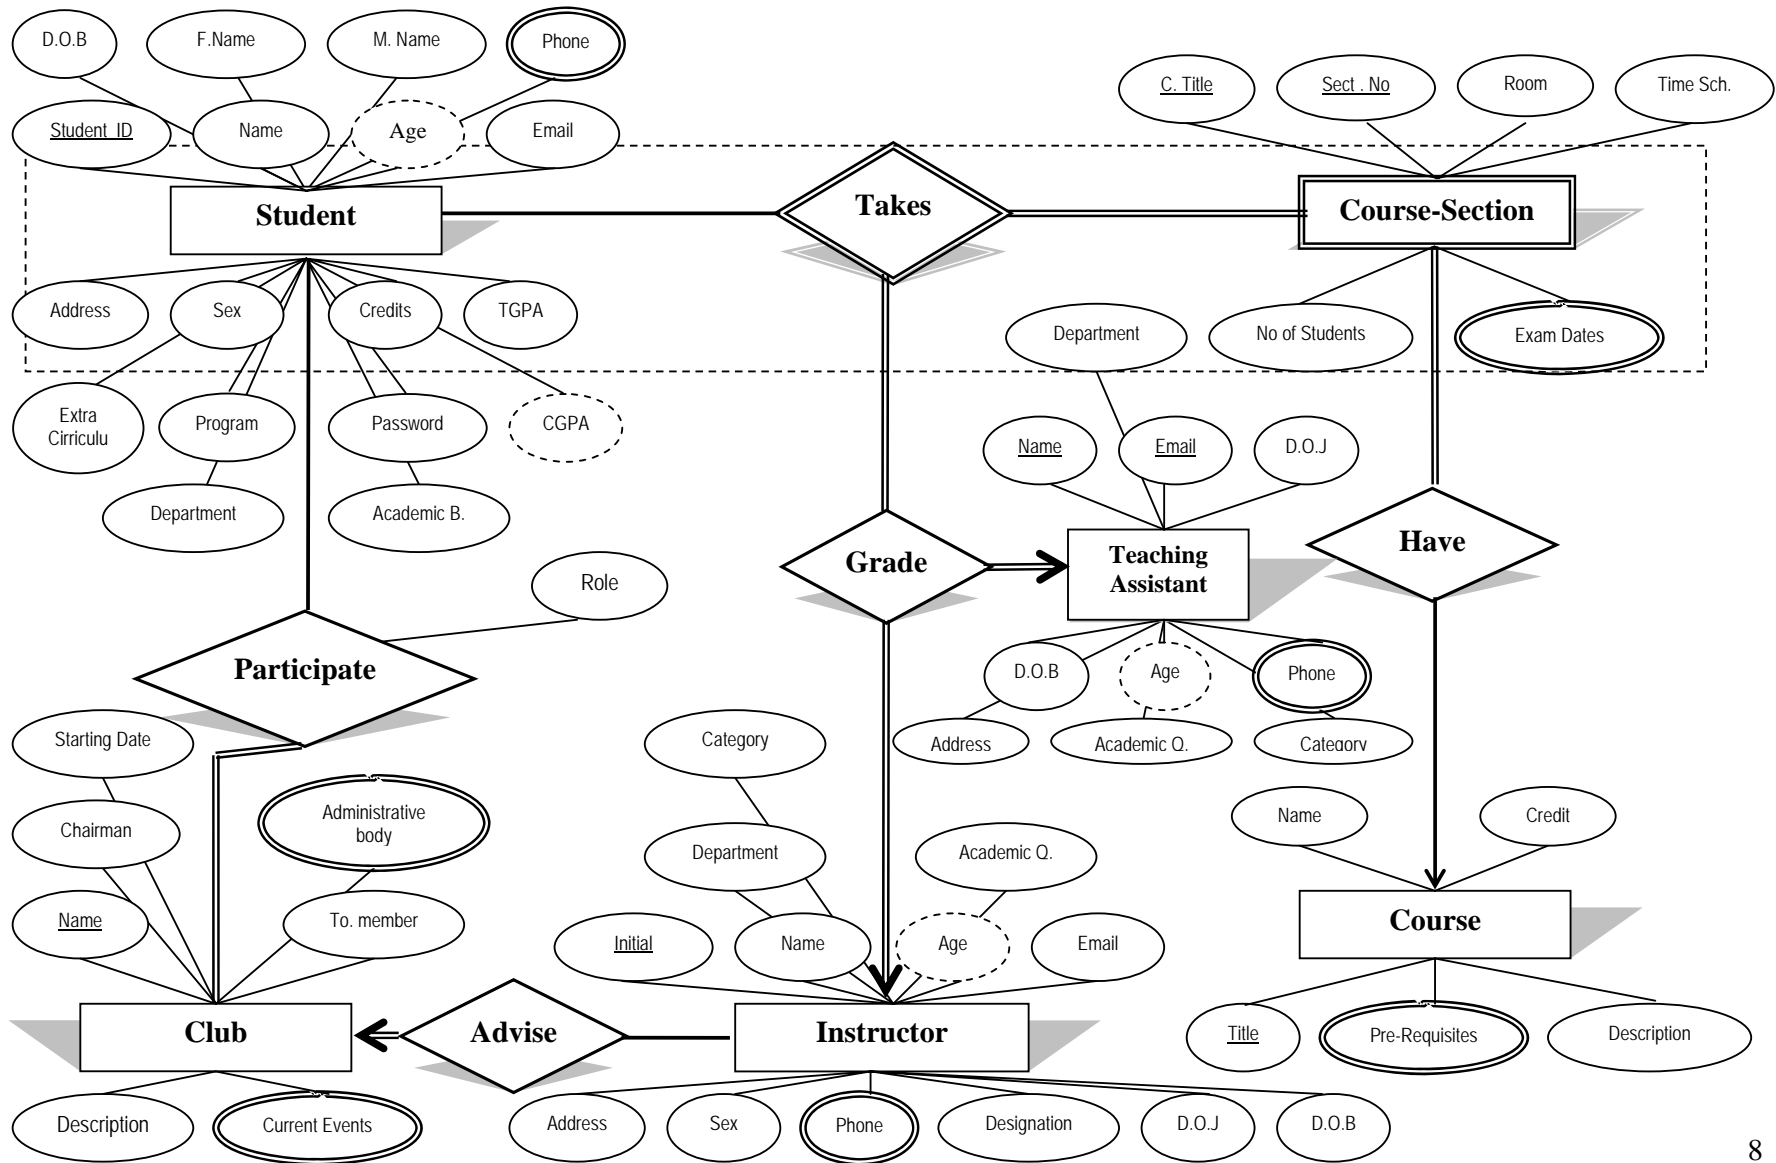 D.O.B
F.Name
M. Name
Phone
C. Title
Sect . No
Room
Time Sch.
Student_ID
Name
Age
Email
Student
Takes
Course-Section
Address
Sex
Credits
TGPA
Department
No of Students
Exam Dates
Extra
Cirriculu
Program
Password
CGPA
Name
Email
D.O.J
Department
Academic B.
Grade
Teaching
Assistant
Have
Role
Participate
D.O.B
Age
Phone
Address
Academic Q.
Category
Starting Date
Category
Chairman
Administrative
body
Department
Academic Q.
Name
Credit
Name
To. member
Initial
Name
Age
Email
Course
Club
Advise
Instructor
Title
Pre-Requisites
Description
Description
Current Events
Address
Sex
Phone
Designation
D.O.J
D.O.B
8